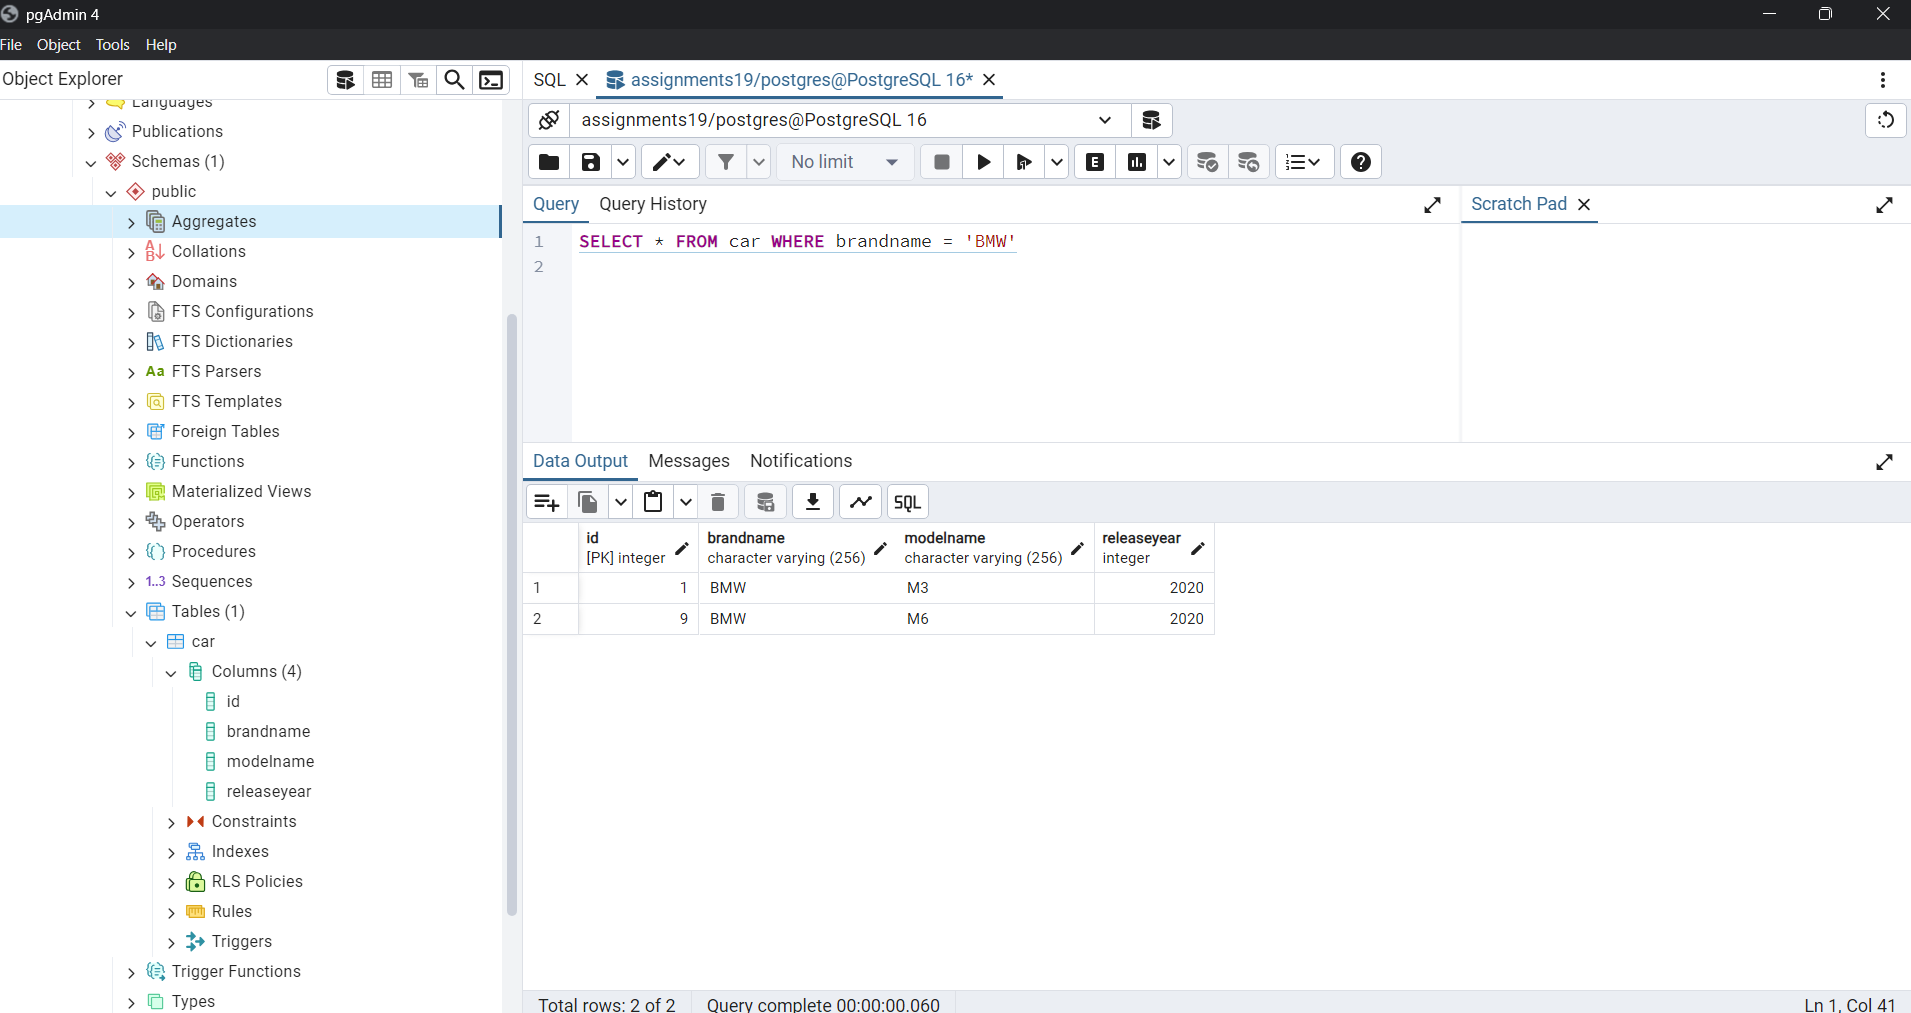 pgAdmin 4
File Object Tools Help
Object Explorer
SQL
assignments19/postgres@PostgreSQL 16*
Languages
Publications
Schemas (1)
public
Aggregates
Collations
Domains
FTS Configurations
FTS Dictionaries
Aa FTS Parsers
FTS Templates
Foreign Tables
Functions
Materialized Views
Operators
Procedures
1..3 Sequences
Tables (1)
car
Columns (4)
id
brandname
modelname
releaseyear
Constraints
Indexes
RLS Policies
Rules
Triggers
Trigger Functions
Types
assignments19/postgres@PostgreSQL 16
No limit
E
Query Query History
Scratch Pad
1 SELECT * FROM car WHERE brandname = 'BMW'
2
Data Output Messages Notifications
SQL
id brandname modelname releaseyear
[PK] integer character varying (256) character varying (256) integer
1 1 BMW M3 2020
2 9 BMW M6 2020
Total rows: 2 of 2 Query complete 00:00:00.060 Ln 1, Col 41